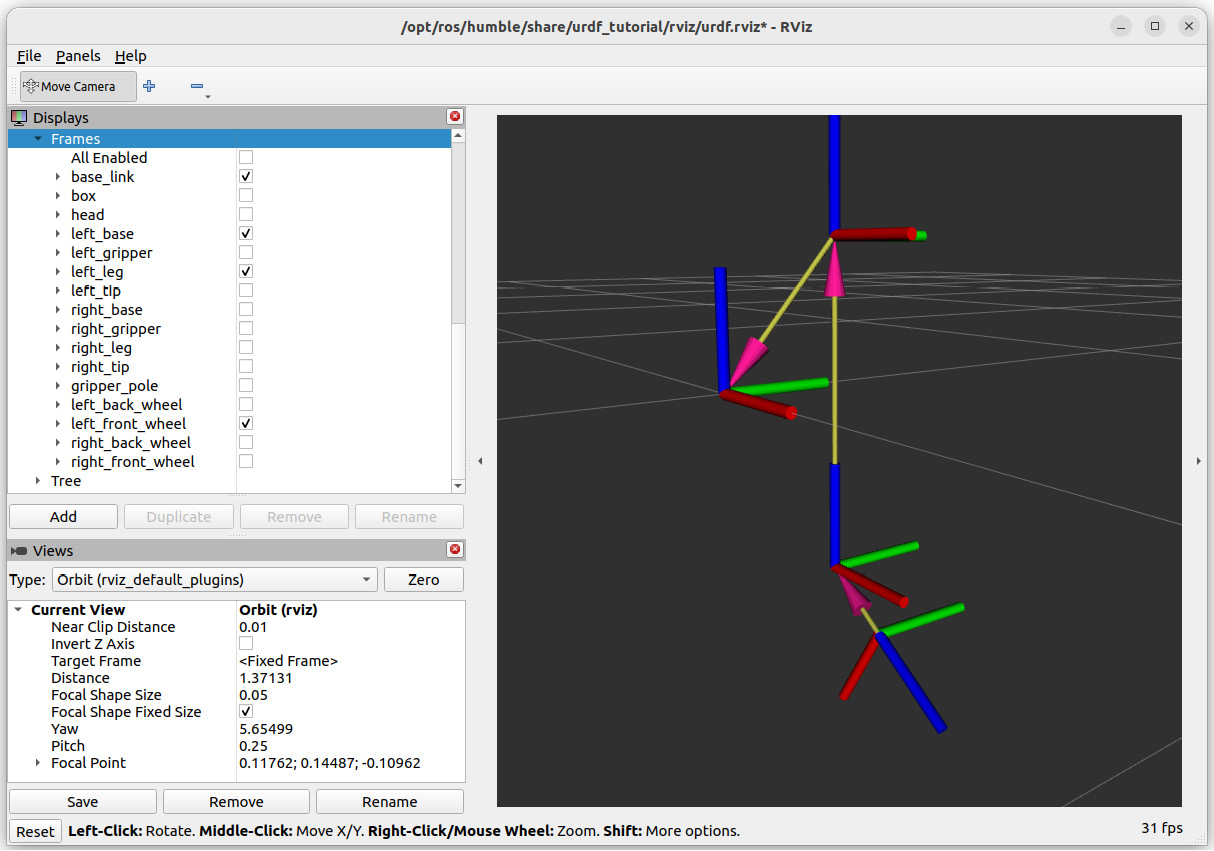 /opt/ros/humble/share/urdf_tutorial/rviz/urdf.rviz* - RViz
File Panels Help
Move Camera
Displays
Frames
All Enabled
base_link
box
head
left_base
left_gripper
left_leg
left_tip
right_base
right_gripper
right_leg
right_tip
gripper_pole
left_back_wheel
left_front_wheel
right_back_wheel
right_front_wheel
Tree
Add Duplicate Remove Rename
Views
Type: Orbit (rviz_default_plugins) Zero
Current View Orbit (rviz)
Near Clip Distance 0.01
Invert Z Axis
Target Frame <Fixed Frame>
Distance 1.37131
Focal Shape Size 0.05
Focal Shape Fixed Size
Yaw 5.65499
Pitch 0.25
Focal Point 0.11762; 0.14487; -0.10962
Save Remove Rename
Reset Left-Click: Rotate. Middle-Click: Move X/Y. Right-Click/Mouse Wheel: Zoom. Shift: More options. 31 fps